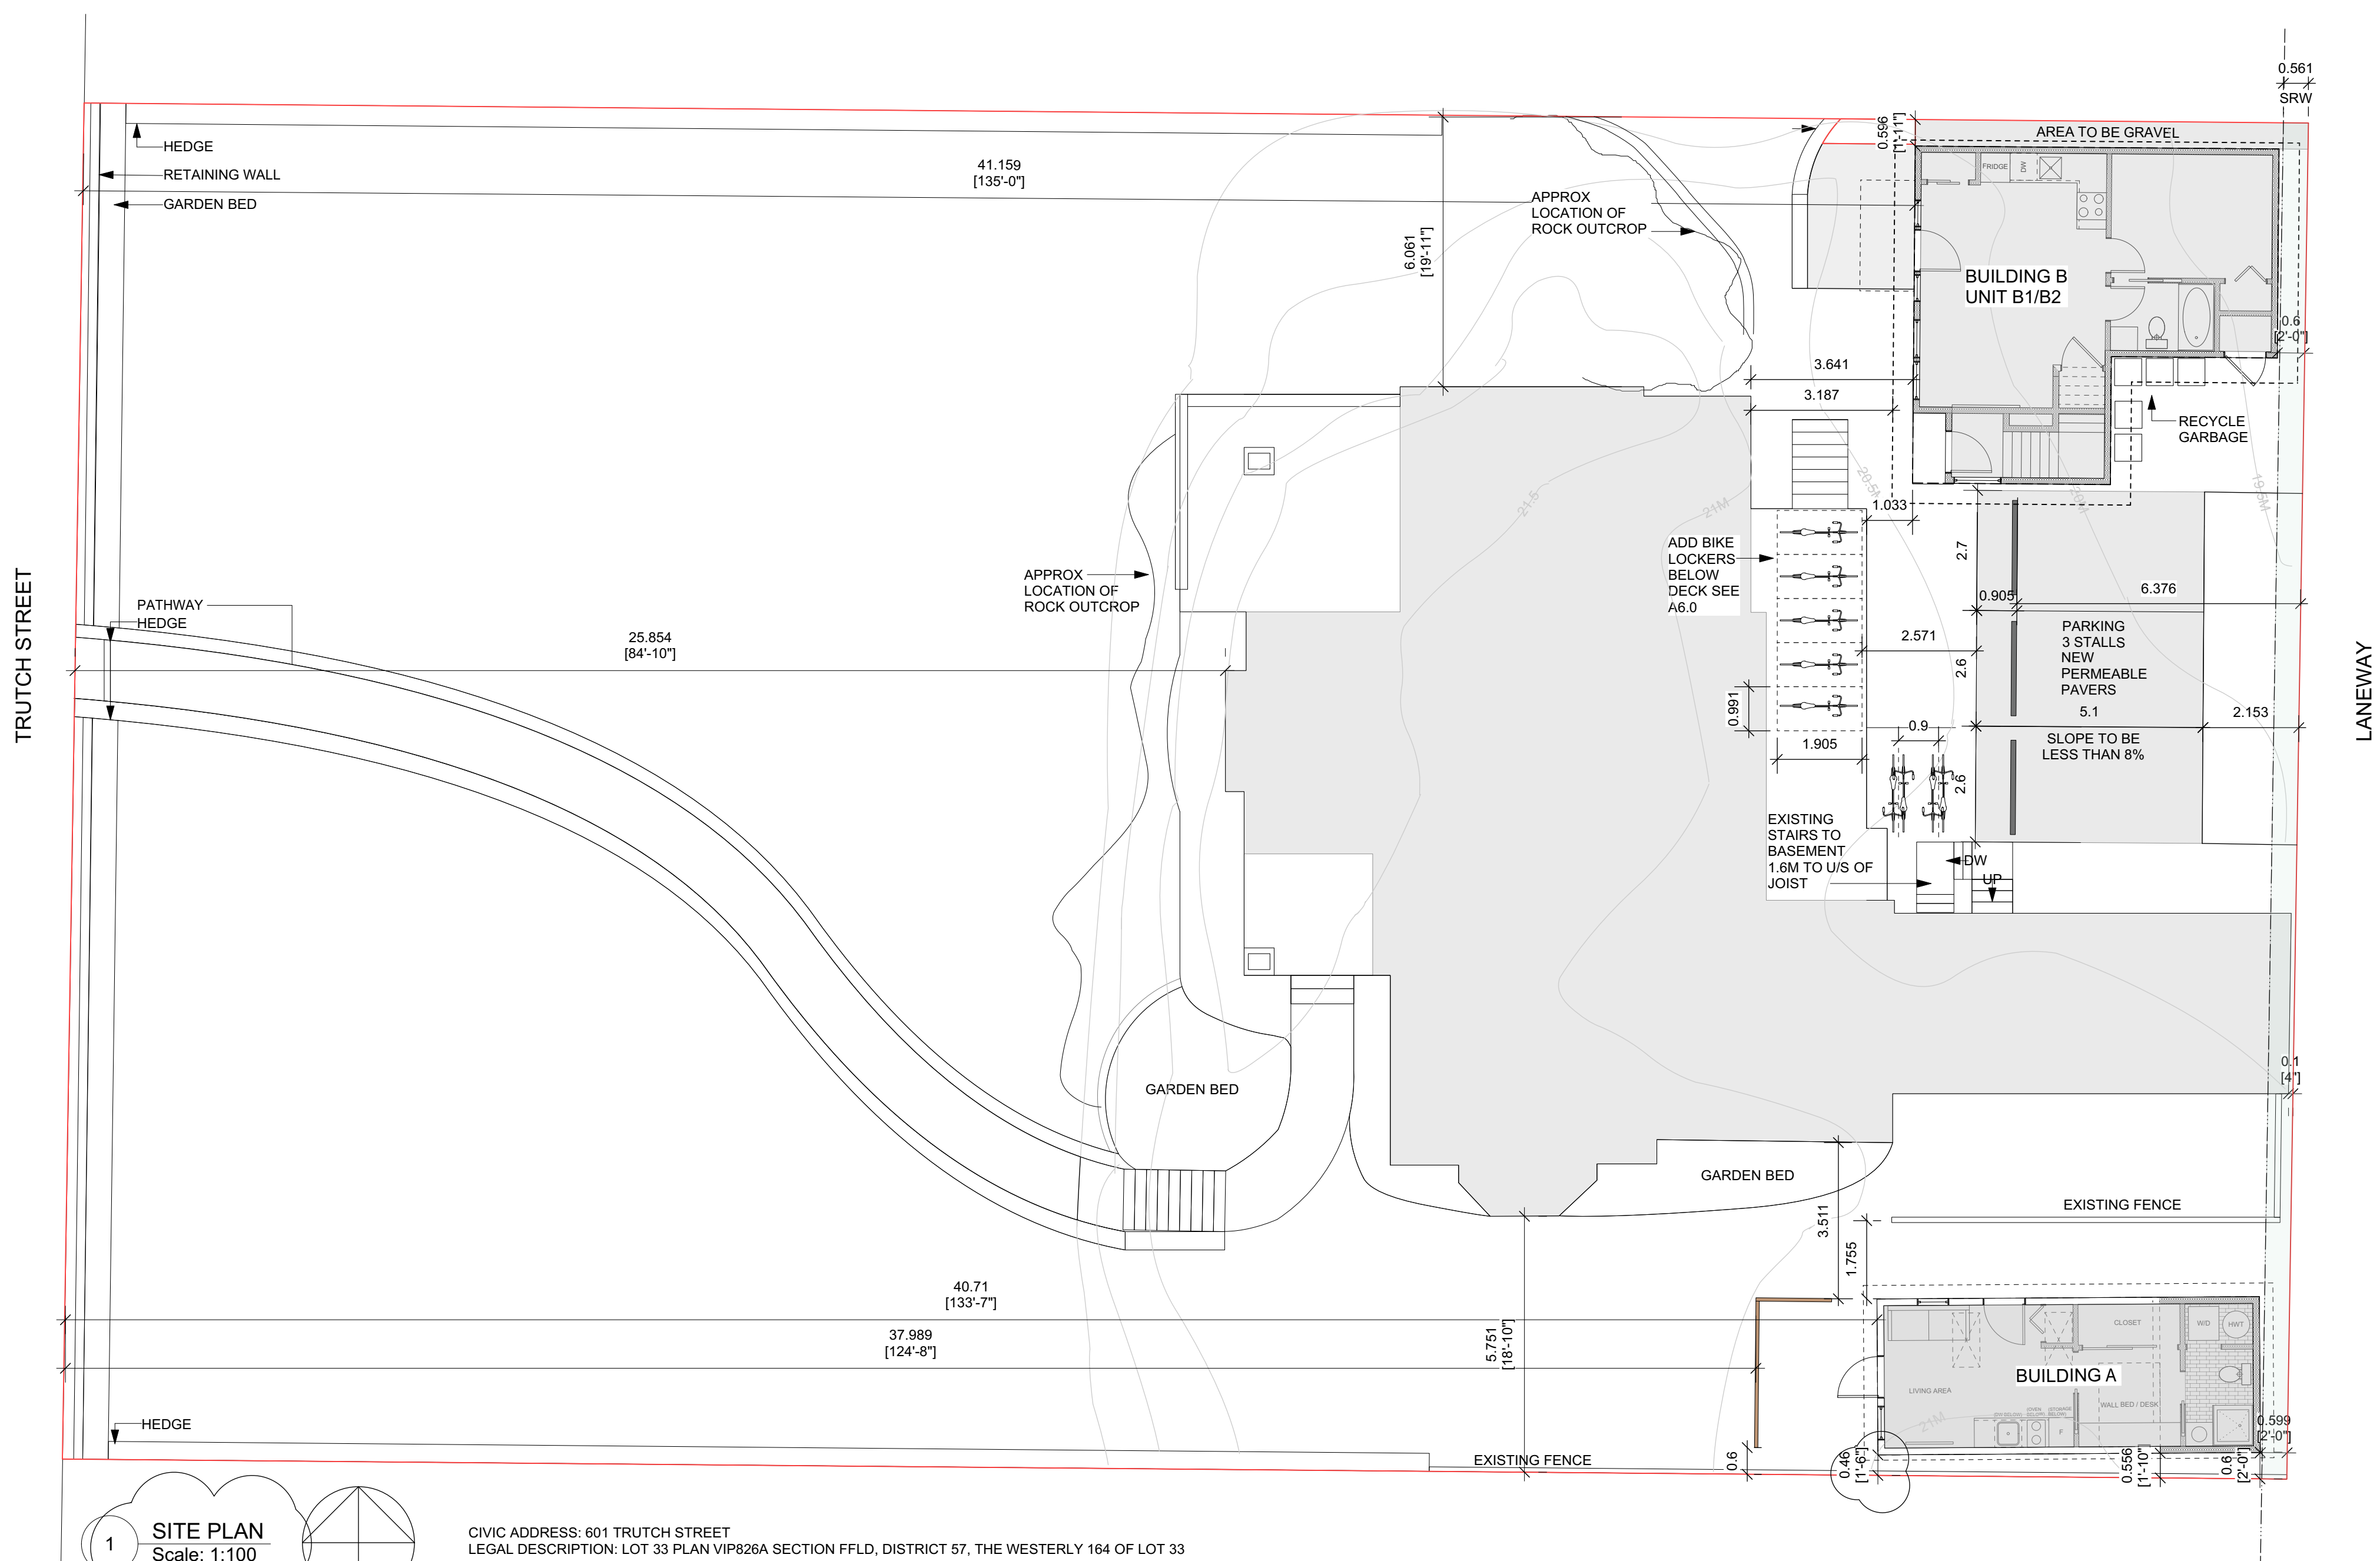 0.561
SRW
HEDGE
RETAINING WALL
GARDEN BED
41.159
[135'-0"]
6.061
[19'-11"]
APPROX
LOCATION OF
ROCK OUTCROP
0.596
[1'-11"]
AREA TO BE GRAVEL
FRIDGE
DW
BUILDING B
UNIT B1/B2
0.6
[2'-0"]
3.641
3.187
RECYCLE
GARBAGE
21.5
21M
20.5M
20M
19.5M
1.033
TRUTCH STREET
PATHWAY
HEDGE
25.854
[84'-10"]
APPROX
LOCATION OF
ROCK OUTCROP
ADD BIKE
LOCKERS
BELOW
DECK SEE
A6.0
2.7
0.905
6.376
2.571
2.6
PARKING
3 STALLS
NEW
PERMEABLE
PAVERS
5.1
2.153
SLOPE TO BE
LESS THAN 8%
LANEWAY
0.991
1.905
0.9
2.6
EXISTING
STAIRS TO
BASEMENT
1.6M TO U/S OF
JOIST
DW
UP
0.1
[4"]
GARDEN BED
GARDEN BED
3.511
1.755
EXISTING FENCE
40.71
[133'-7"]
37.989
[124'-8"]
5.751
[18'-10"]
CLOSET
W/D
HWT
BUILDING A
LIVING AREA
WALL BED / DESK
21M
F
0.599
[2'-0"]
HEDGE
EXISTING FENCE
0.6
0.46
[1'-6"]
0.556
[1'-10"]
0.6
[2'-0"]
1
SITE PLAN
Scale: 1:100
CIVIC ADDRESS: 601 TRUTCH STREET
LEGAL DESCRIPTION: LOT 33 PLAN VIP826A SECTION FFLD, DISTRICT 57, THE WESTERLY 164 OF LOT 33